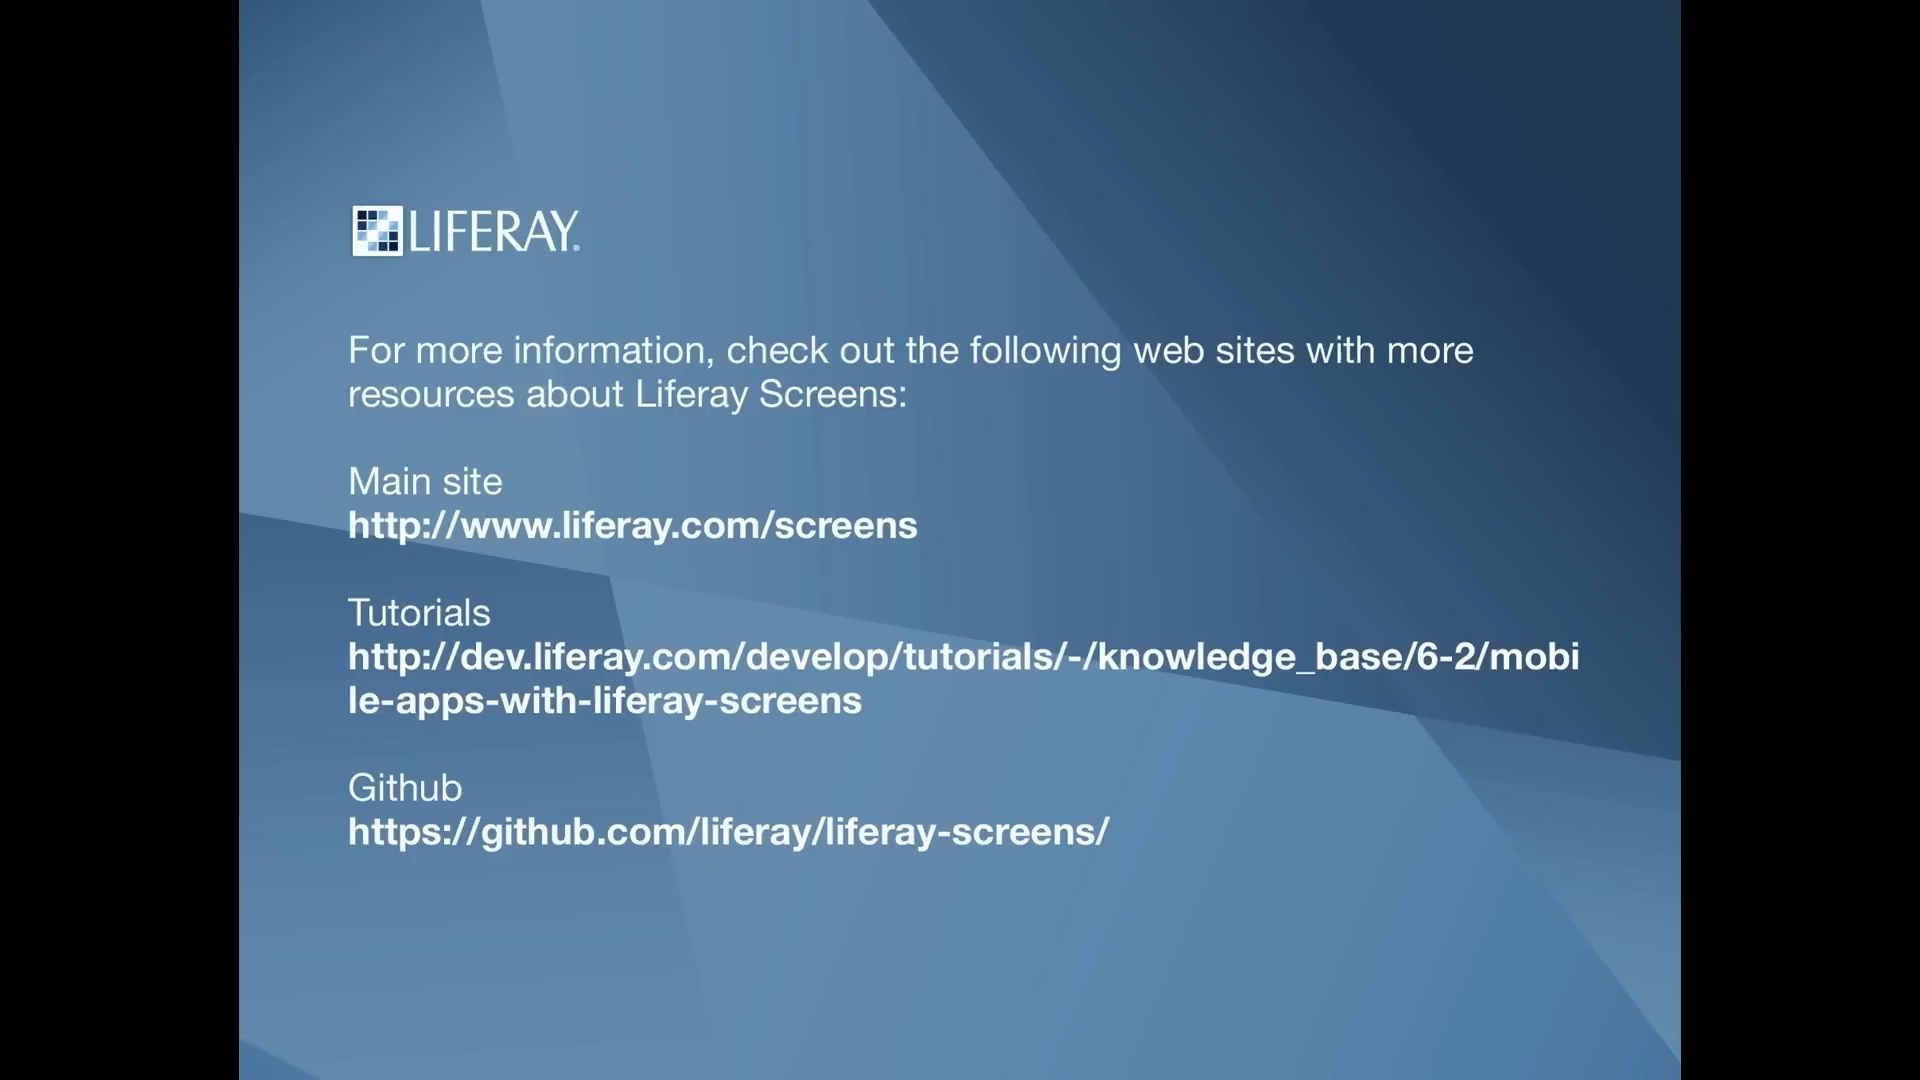 LIFERAY.
For more information, check out the following web sites with more
resources about Liferay Screens:
Main site
http://www.liferay.com/screens
Tutorials
http://dev.liferay.com/develop/tutorials/-/knowledge_base/6-2/mobi
le-apps-with-liferay-screens
Github
https://github.com/liferay/liferay-screens/